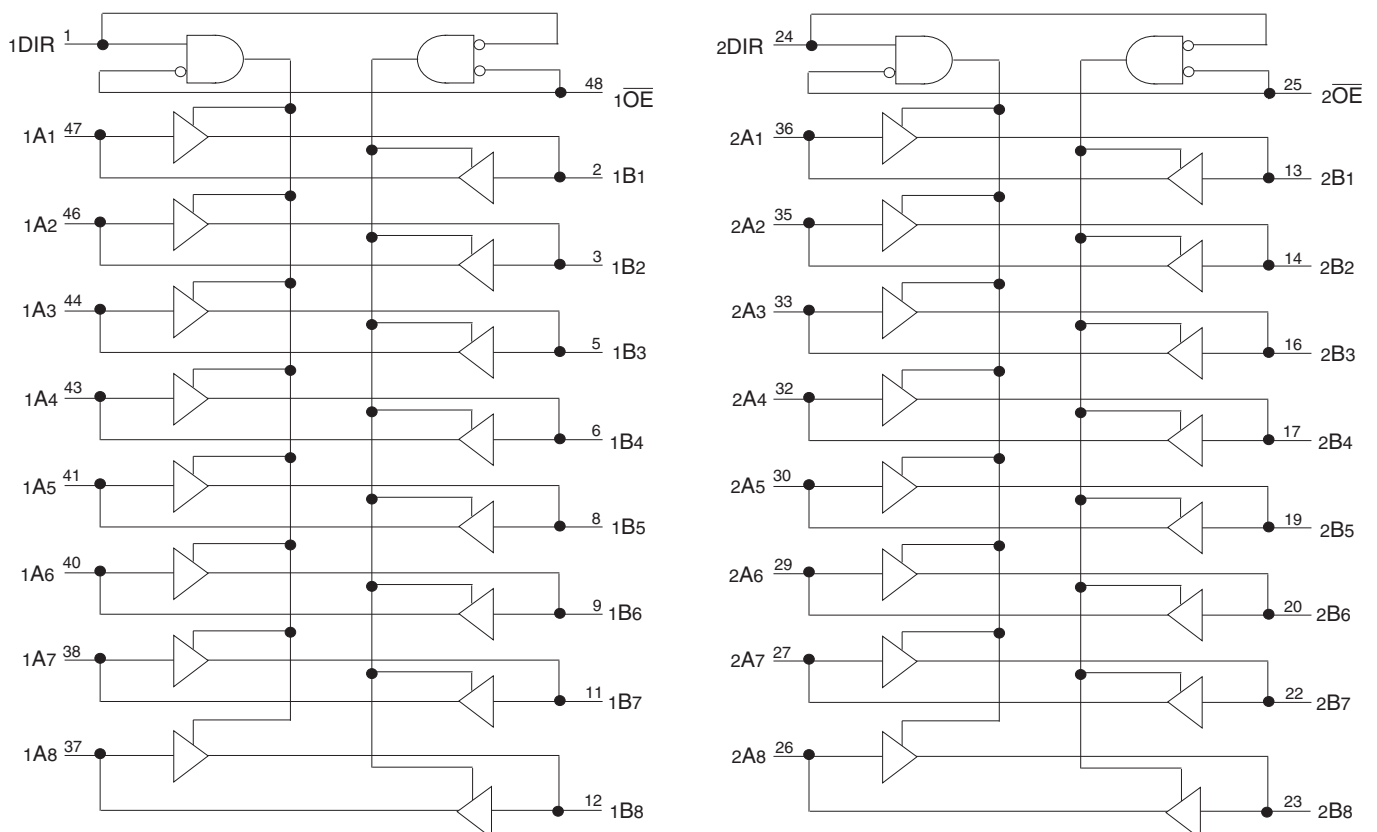 1DIR 1
48 1OE
1A1 47
2 1B1
1A2 46
3 1B2
1A3 44
5 1B3
1A4 43
6 1B4
1A5 41
8 1B5
1A6 40
9 1B6
1A7 38
11 1B7
1A8 37
12 1B8
2DIR 24
25 2OE
2A1 36
13 2B1
2A2 35
14 2B2
2A3 33
16 2B3
2A4 32
17 2B4
2A5 30
19 2B5
2A6 29
20 2B6
2A7 27
22 2B7
2A8 26
23 2B8